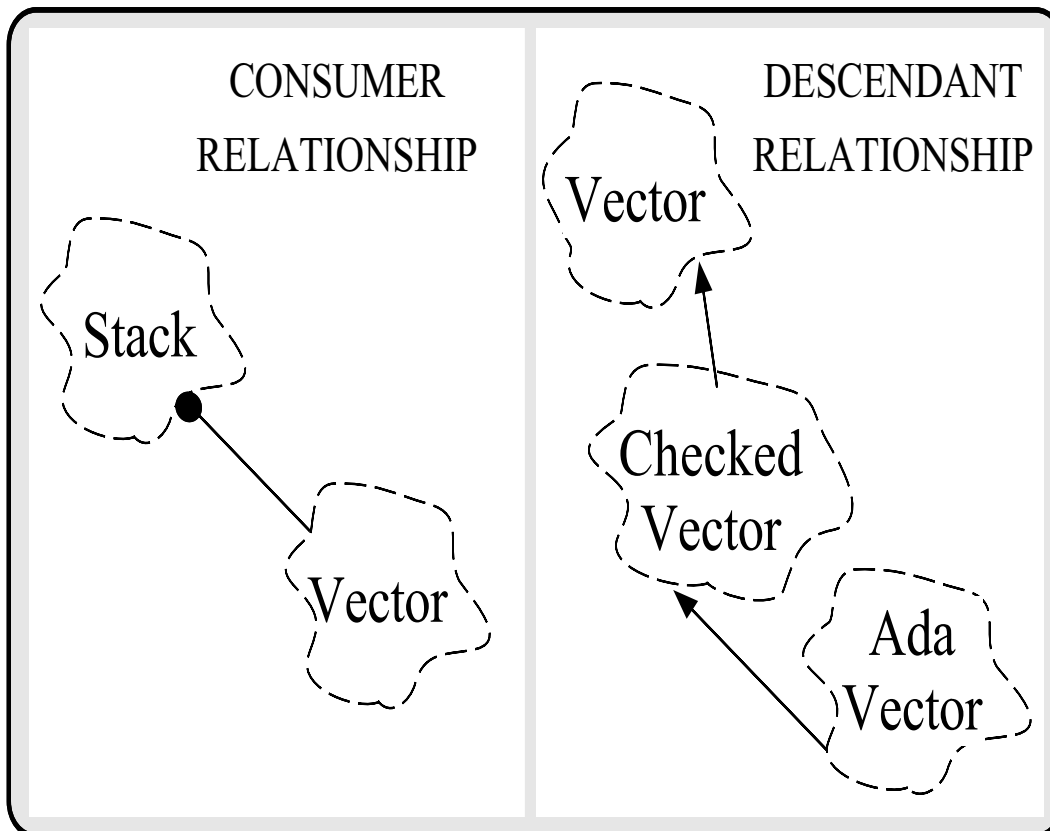 CONSUMER
RELATIONSHIP
Stack
Vector
DESCENDANT
RELATIONSHIP
Vector
Checked
Vector
Ada
Vector